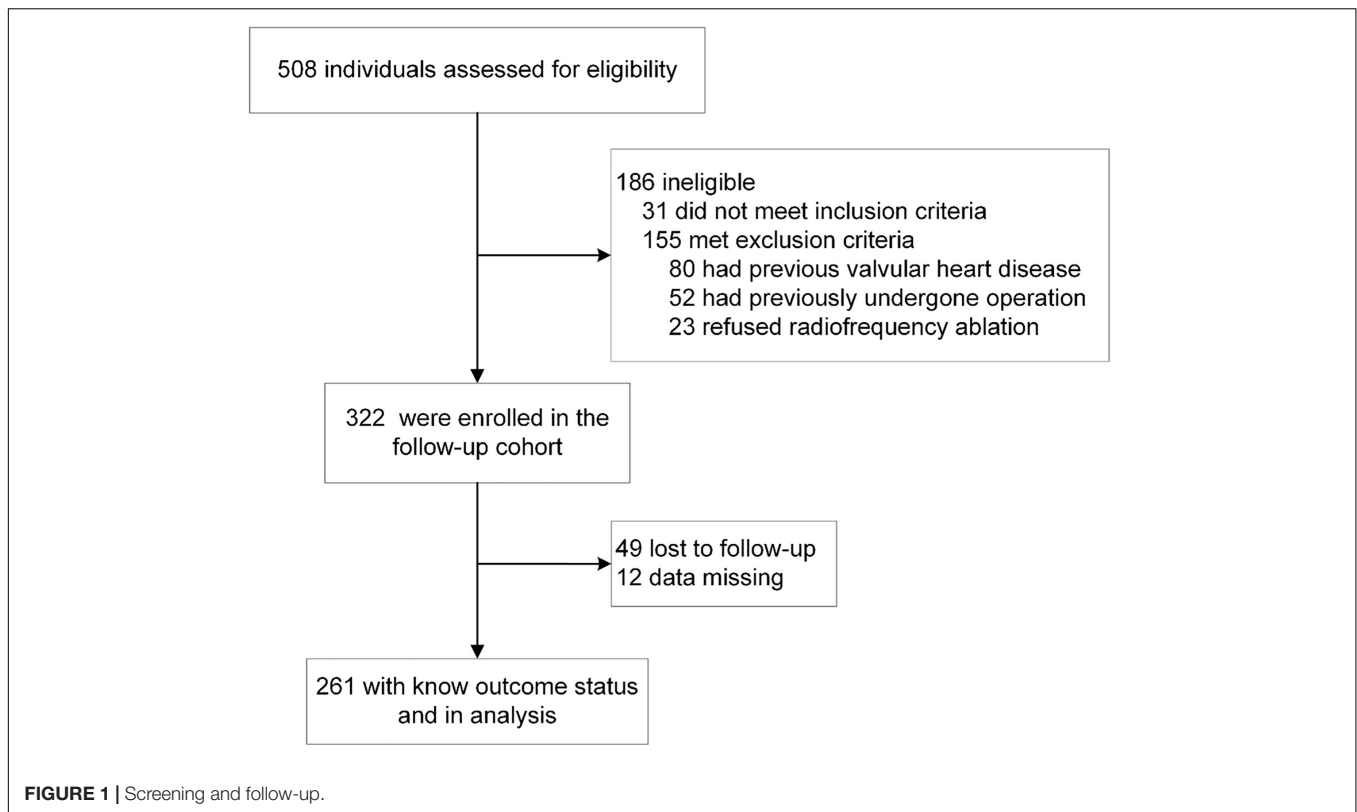 508 individuals assessed for eligibility
186 ineligible
31 did not meet inclusion criteria
155 met exclusion criteria
80 had previous valvular heart disease
52 had previously undergone operation
23 refused radiofrequency ablation
322 were enrolled in the
follow-up cohort
49 lost to follow-up
12 data missing
261 with know outcome status
and in analysis
FIGURE 1 | Screening and follow-up.